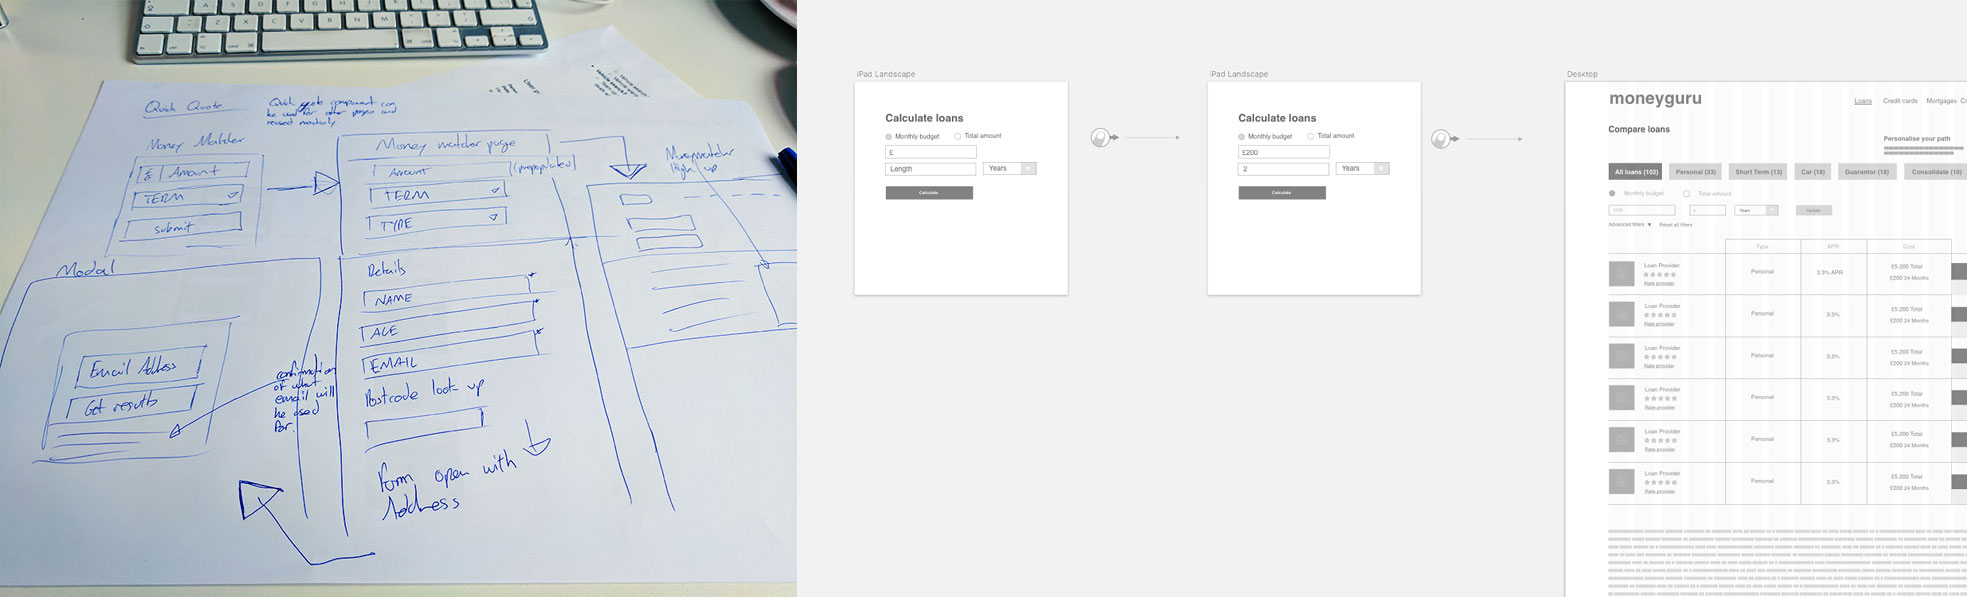 Quick Quote
Quick quote component can
be used for other pages and
reused modularly.
Money Matcher
£ Amount
TERM
submit
Money matcher page
Amount
(prepopulated)
TERM
TYPE
Details
NAME
AGE
EMAIL
Postcode look up
form open with
Address
Moneymatcher
High up
Modal
Email Address
Get results
confirmation
of what
email will
be used
for.
iPad Landscape
Calculate loans
Monthly budget
Total amount
£
Length
Years
Calculate
iPad Landscape
Calculate loans
Monthly budget
Total amount
£200
2
Years
Calculate
Desktop
moneyguru
Loans
Credit cards
Mortgages
Compare loans
Personalise your path
All loans (102)
Personal (33)
Short Term (13)
Car (18)
Guarantor (18)
Consolidate (18)
Monthly budget
Total amount
Years
Update
Advanced filters
Reset all filters
Type
APR
Cost
Loan Provider
Rate provider
Personal
3.3% APR
£5,200 Total
£200 24 Months
Loan Provider
Rate provider
Personal
3.3%
£5,200 Total
£200 24 Months
Loan Provider
Rate provider
Personal
3.3%
£5,200 Total
£200 24 Months
Loan Provider
Rate provider
Personal
3.3%
£5,200 Total
£200 24 Months
Loan Provider
Rate provider
Personal
3.3%
£5,200 Total
£200 24 Months
Loan Provider
Rate provider
Personal
3.3%
£5,200 Total
£200 24 Months